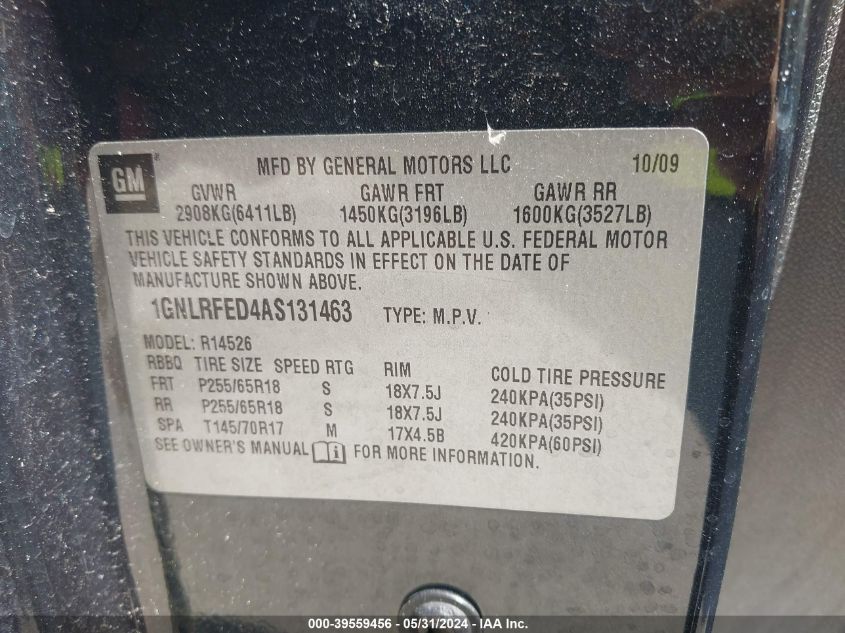 GM ® MFD BY GENERAL MOTORS LLC 10/09
GVWR GAWR FRT GAWR RR
2908KG(6411LB) 1450KG(3196LB) 1600KG(3527LB)
THIS VEHICLE CONFORMS TO ALL APPLICABLE U.S. FEDERAL MOTOR
VEHICLE SAFETY STANDARDS IN EFFECT ON THE DATE OF
MANUFACTURE SHOWN ABOVE.
1GNLRFED4AS131463 TYPE: M.P.V.
MODEL: R14526
RBBQ TIRE SIZE SPEED RTG RIM COLD TIRE PRESSURE
FRT P255/65R18 S 18X7.5J 240KPA(35PSI)
RR P255/65R18 S 18X7.5J 240KPA(35PSI)
SPA T145/70R17 M 17X4.5B 420KPA(60PSI)
SEE OWNER'S MANUAL FOR MORE INFORMATION.
000-39559456 - 05/31/2024 - IAA Inc.